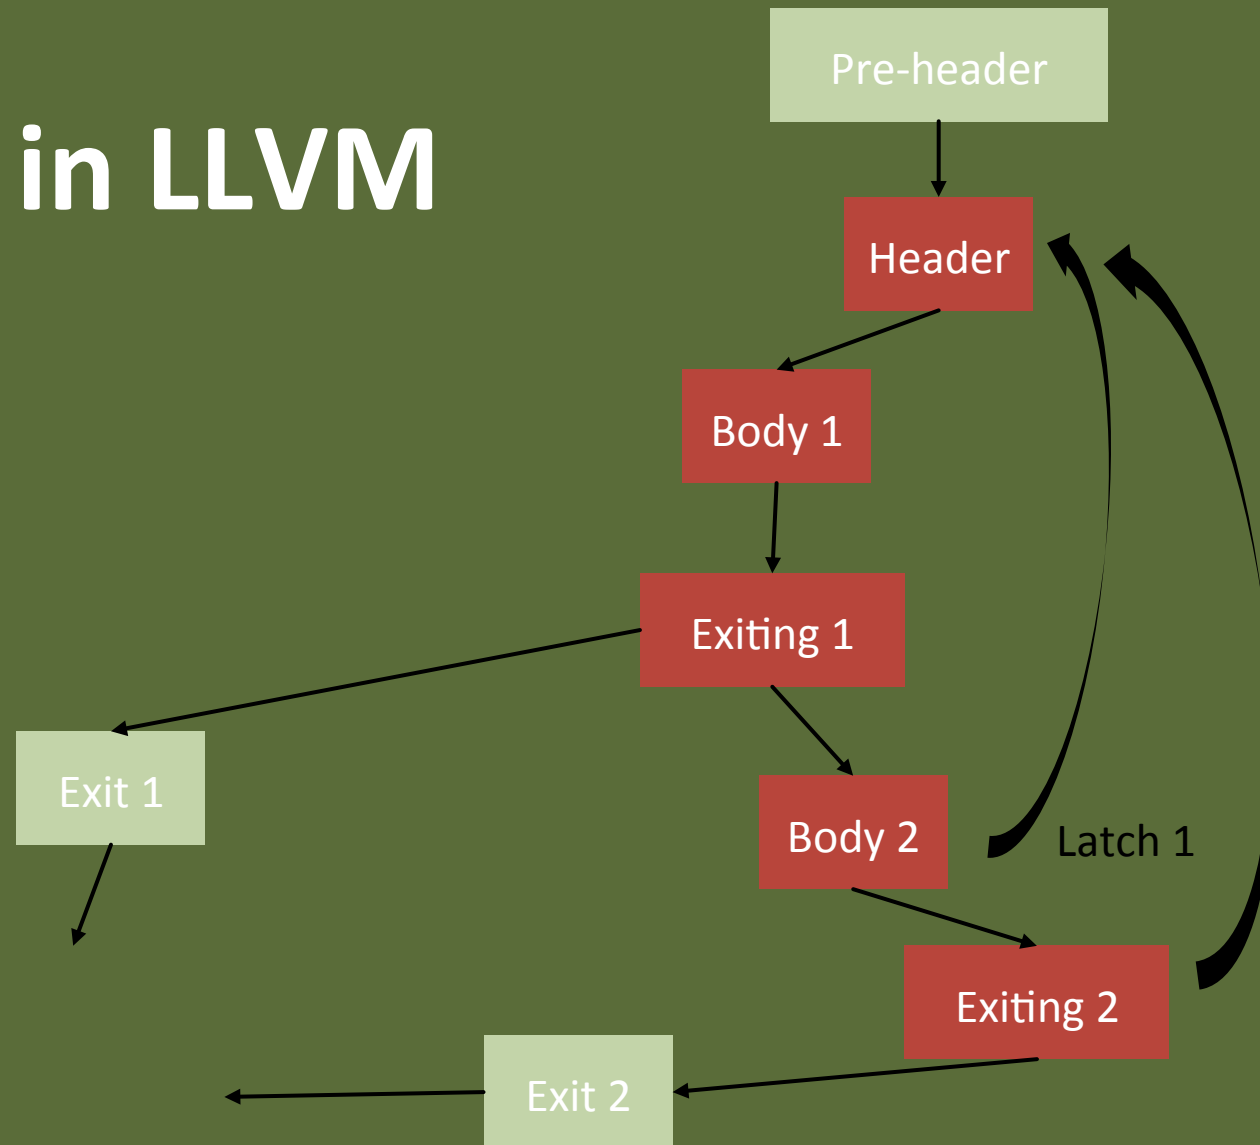 Pre-header
in LLVM
Header
Body 1
Exiting 1
Exit 1
Body 2
Latch 1
Exiting 2
Exit 2